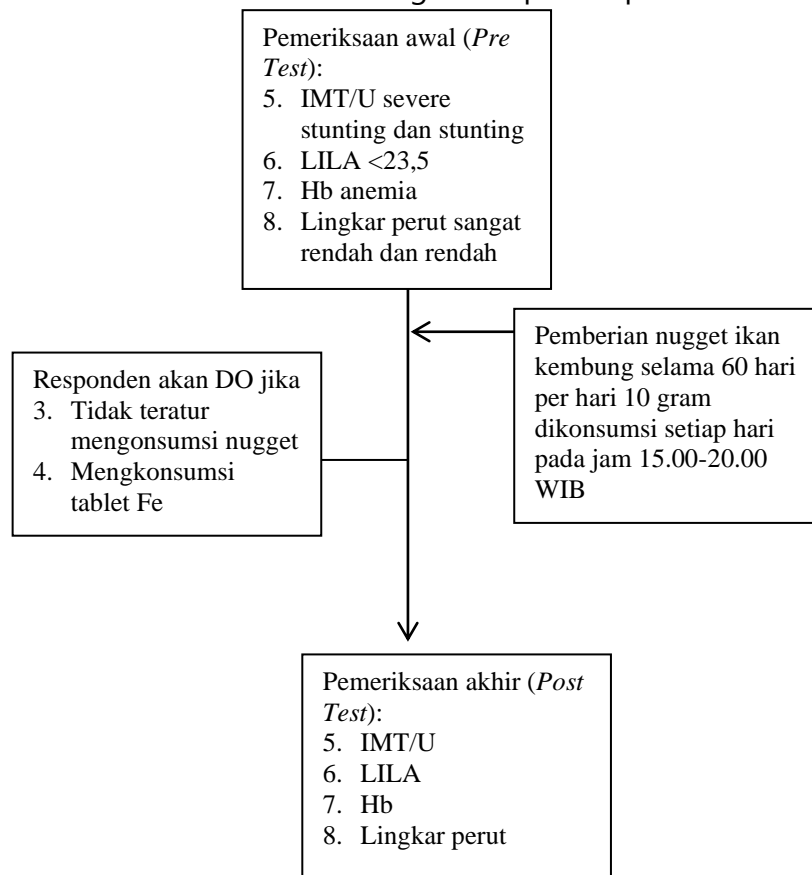 Pemeriksaan awal (Pre
Test):
5. IMT/U severe
stunting dan stunting
6. LILA <23,5
7. Hb anemia
8. Lingkar perut sangat
rendah dan rendah
Pemberian nugget ikan
kembung selama 60 hari
per hari 10 gram
dikonsumsi setiap hari
pada jam 15.00-20.00
WIB
Responden akan DO jika
3. Tidak teratur
mengonsumsi nugget
4. Mengkonsumsi
tablet Fe
Pemeriksaan akhir (Post
Test):
5. IMT/U
6. LILA
7. Hb
8. Lingkar perut